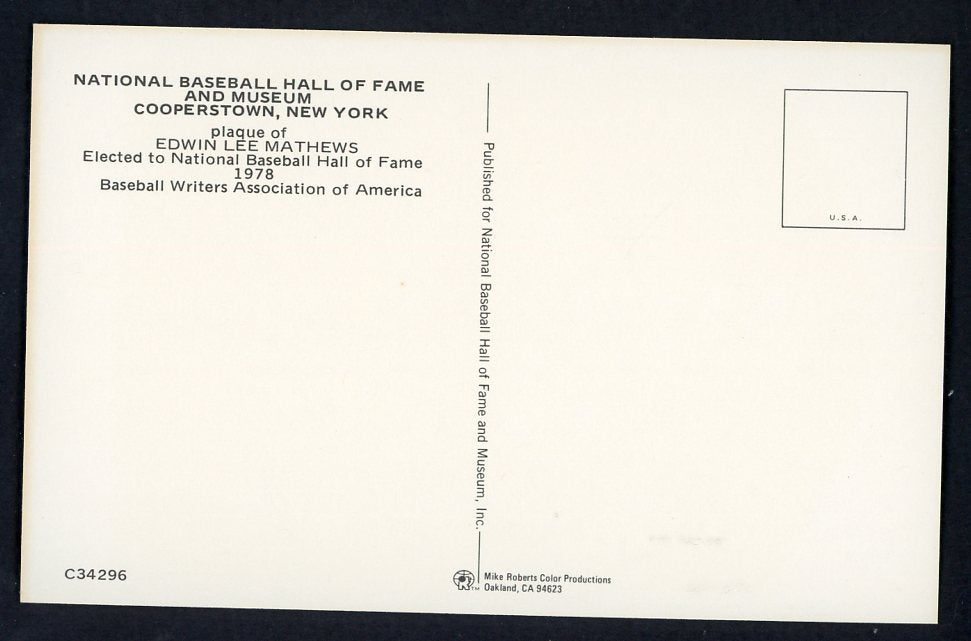 NATIONAL BASEBALL HALL OF FAME
AND MUSEUM
COOPERSTOWN, NEW YORK
plaque of
EDWIN LEE MATHEWS
Elected to National Baseball Hall of Fame
1978
Baseball Writers Association of America
Published for National Baseball Hall of Fame and Museum, Inc.
U.S.A.
C34296
TM
Mike Roberts Color Productions
Oakland, CA 94623